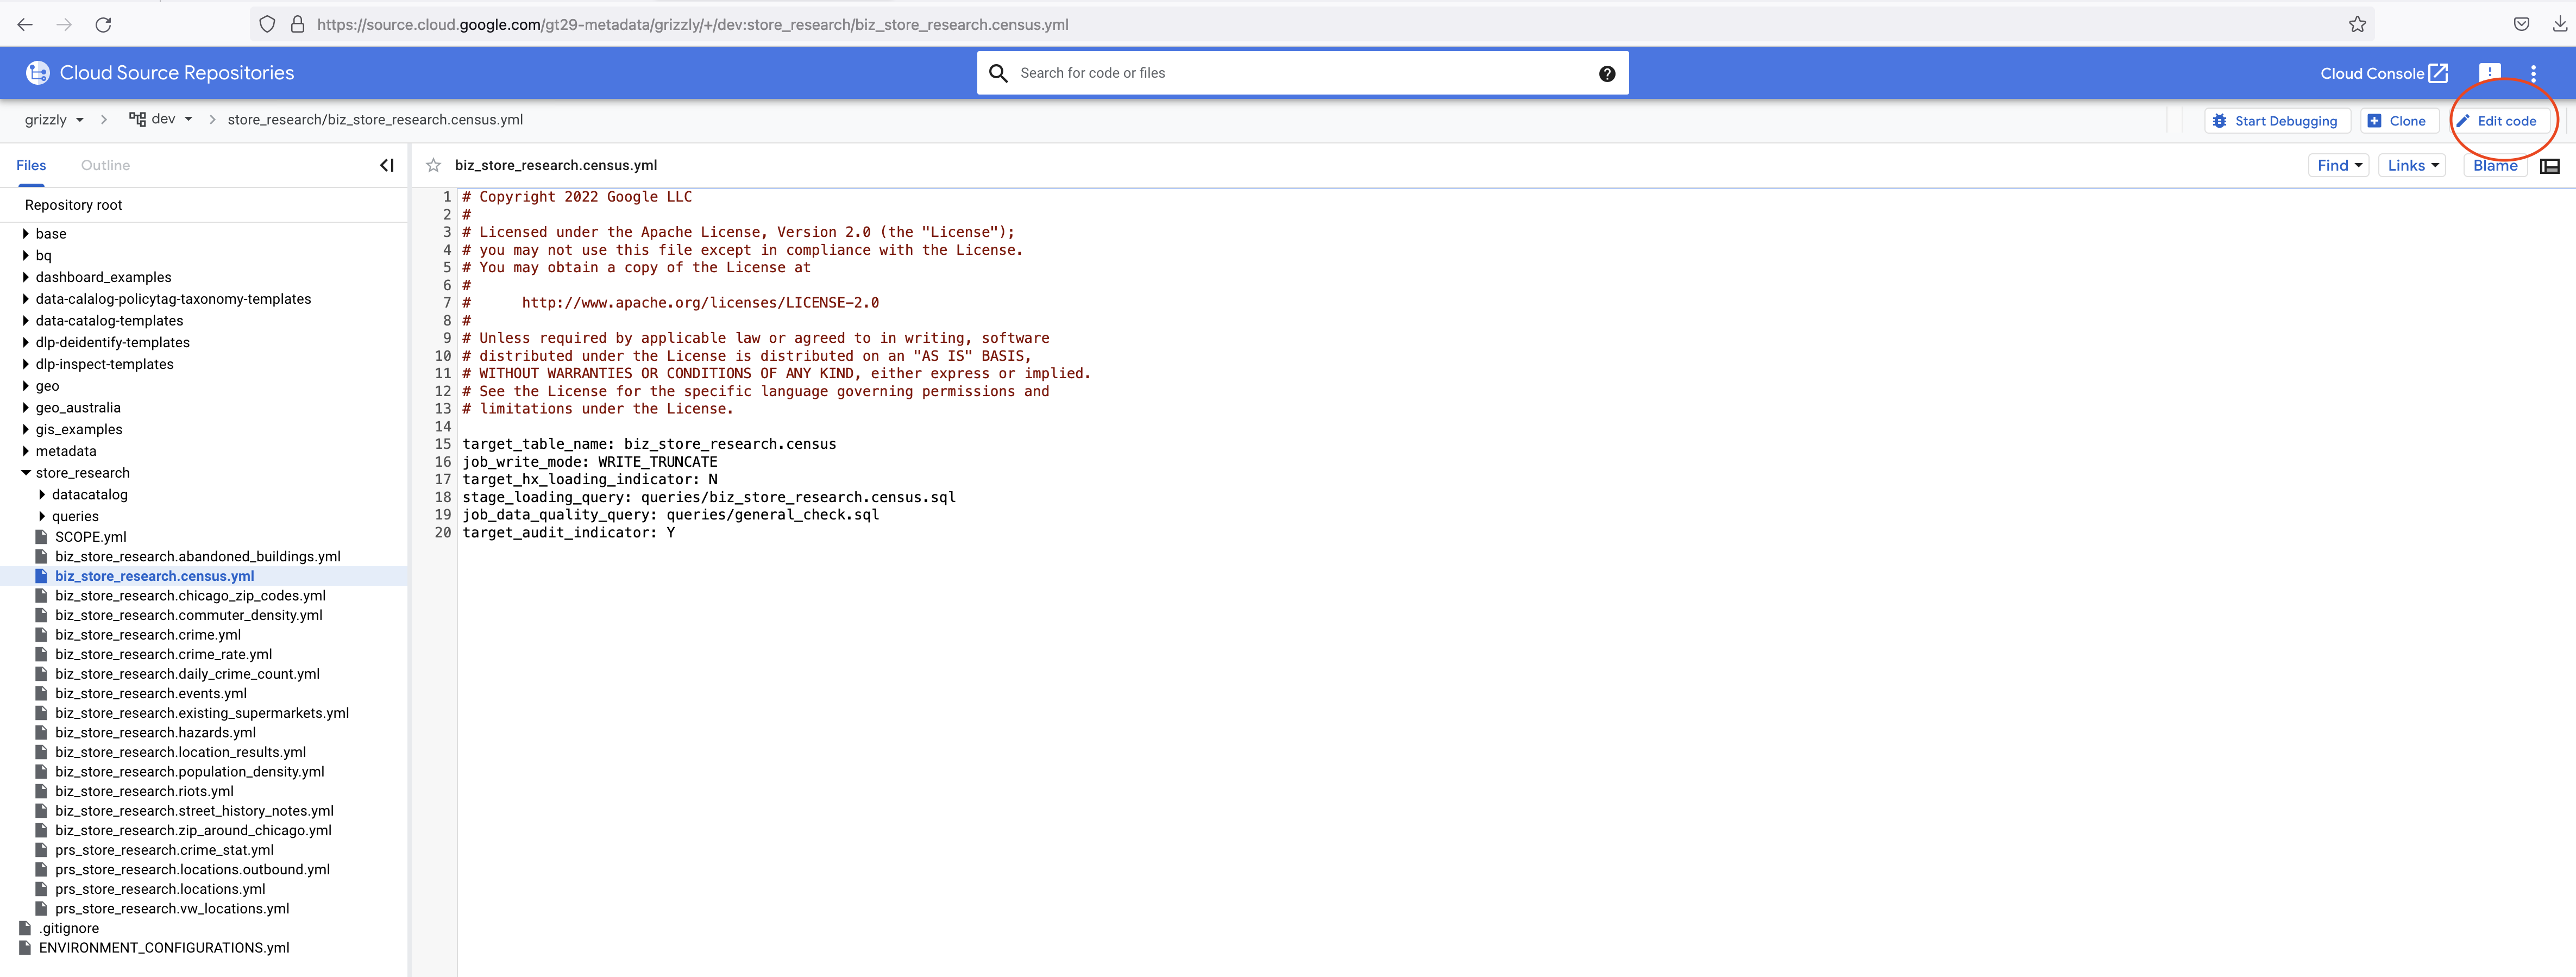 https://source.cloud.google.com/gt29-metadata/grizzly/+/dev:store_research/biz_store_research.census.yml
Cloud Source Repositories
Search for code or files
?
Cloud Console
!
grizzly
dev
store_research/biz_store_research.census.yml
Start Debugging
Clone
Edit code
Files
Outline
biz_store_research.census.yml
Find
Links
Blame
Repository root
base
bq
dashboard_examples
data-calalog-policytag-taxonomy-templates
data-catalog-templates
dlp-deidentify-templates
dlp-inspect-templates
geo
geo_australia
gis_examples
metadata
store_research
datacatalog
queries
SCOPE.yml
biz_store_research.abandoned_buildings.yml
biz_store_research.census.yml
biz_store_research.chicago_zip_codes.yml
biz_store_research.commuter_density.yml
biz_store_research.crime.yml
biz_store_research.crime_rate.yml
biz_store_research.daily_crime_count.yml
biz_store_research.events.yml
biz_store_research.existing_supermarkets.yml
biz_store_research.hazards.yml
biz_store_research.location_results.yml
biz_store_research.population_density.yml
biz_store_research.riots.yml
biz_store_research.street_history_notes.yml
biz_store_research.zip_around_chicago.yml
prs_store_research.crime_stat.yml
prs_store_research.locations.outbound.yml
prs_store_research.locations.yml
prs_store_research.vw_locations.yml
.gitignore
ENVIRONMENT_CONFIGURATIONS.yml
1 # Copyright 2022 Google LLC
2 #
3 # Licensed under the Apache License, Version 2.0 (the "License");
4 # you may not use this file except in compliance with the License.
5 # You may obtain a copy of the License at
6 #
7 #      http://www.apache.org/licenses/LICENSE-2.0
8 #
9 # Unless required by applicable law or agreed to in writing, software
10 # distributed under the License is distributed on an "AS IS" BASIS,
11 # WITHOUT WARRANTIES OR CONDITIONS OF ANY KIND, either express or implied.
12 # See the License for the specific language governing permissions and
13 # limitations under the License.
14
15 target_table_name: biz_store_research.census
16 job_write_mode: WRITE_TRUNCATE
17 target_hx_loading_indicator: N
18 stage_loading_query: queries/biz_store_research.census.sql
19 job_data_quality_query: queries/general_check.sql
20 target_audit_indicator: Y